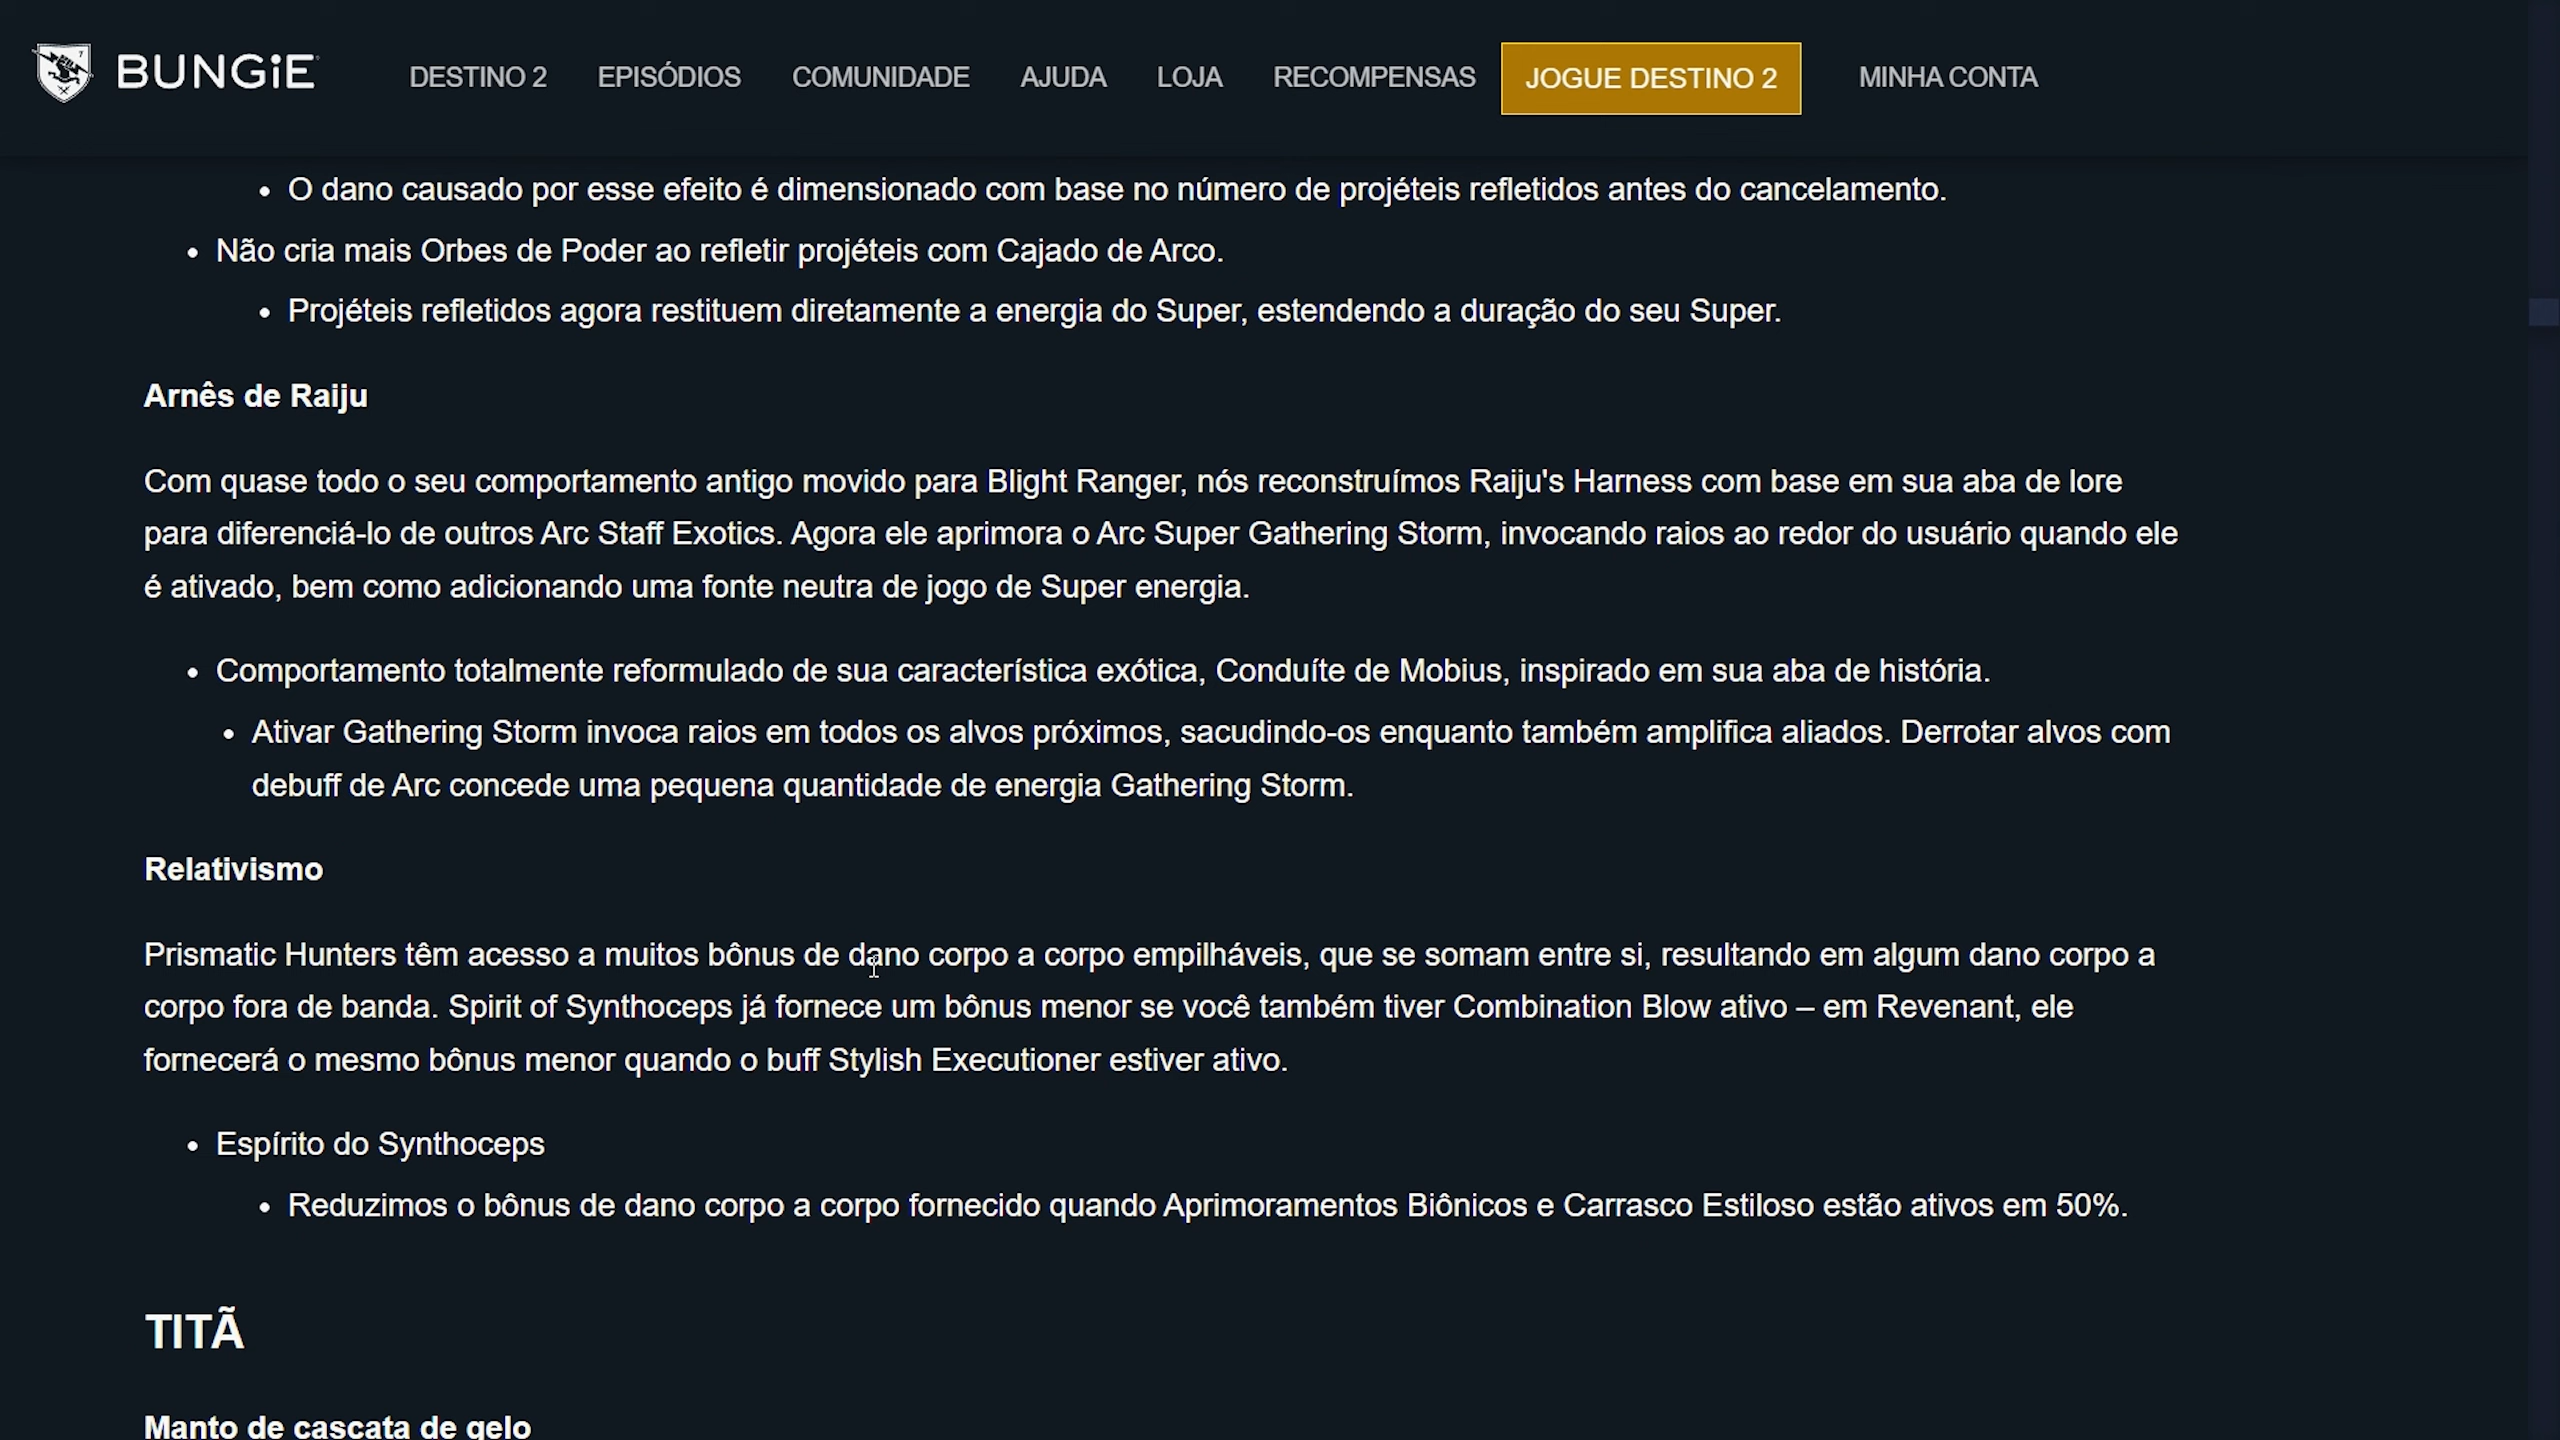 BUNGiE
DESTINO 2 EPISÓDIOS COMUNIDADE AJUDA LOJA RECOMPENSAS JOGUE DESTINO 2 MINHA CONTA
• O dano causado por esse efeito é dimensionado com base no número de projéteis refletidos antes do cancelamento.
• Não cria mais Orbes de Poder ao refletir projéteis com Cajado de Arco.
• Projéteis refletidos agora restituem diretamente a energia do Super, estendendo a duração do seu Super.
Arnês de Raiju
Com quase todo o seu comportamento antigo movido para Blight Ranger, nós reconstruímos Raiju's Harness com base em sua aba de lore
para diferenciá-lo de outros Arc Staff Exotics. Agora ele aprimora o Arc Super Gathering Storm, invocando raios ao redor do usuário quando ele
é ativado, bem como adicionando uma fonte neutra de jogo de Super energia.
• Comportamento totalmente reformulado de sua característica exótica, Conduíte de Mobius, inspirado em sua aba de história.
• Ativar Gathering Storm invoca raios em todos os alvos próximos, sacudindo-os enquanto também amplifica aliados. Derrotar alvos com
debuff de Arc concede uma pequena quantidade de energia Gathering Storm.
Relativismo
Prismatic Hunters têm acesso a muitos bônus de dano corpo a corpo empilháveis, que se somam entre si, resultando em algum dano corpo a
corpo fora de banda. Spirit of Synthoceps já fornece um bônus menor se você também tiver Combination Blow ativo – em Revenant, ele
fornecerá o mesmo bônus menor quando o buff Stylish Executioner estiver ativo.
• Espírito do Synthoceps
• Reduzimos o bônus de dano corpo a corpo fornecido quando Aprimoramentos Biônicos e Carrasco Estiloso estão ativos em 50%.
TITÃ
Manto de cascata de gelo